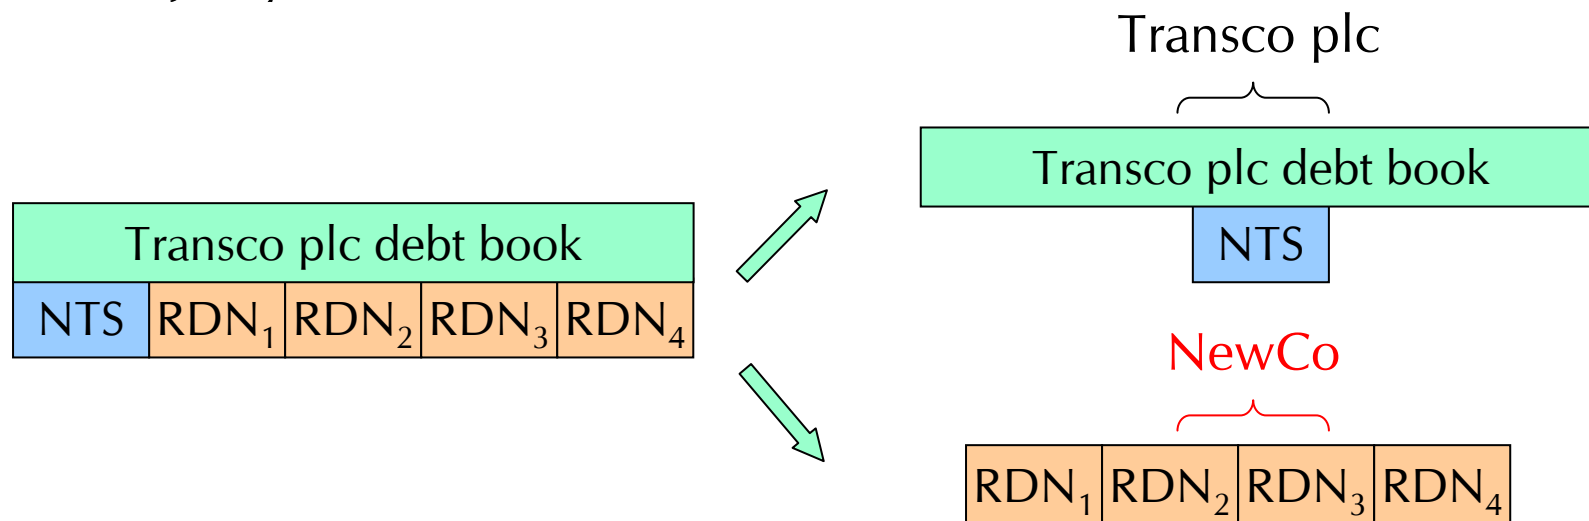 Transco plc debt book
NTS RDN₁ RDN₂ RDN₃ RDN₄
Transco plc
Transco plc debt book
NTS
NewCo
RDN₁ RDN₂ RDN₃ RDN₄